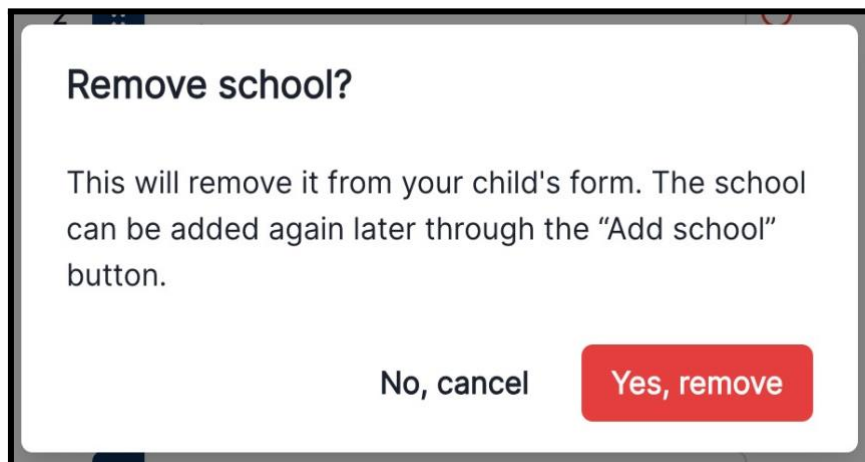 2
Remove school?
This will remove it from your child's form. The school
can be added again later through the “Add school”
button.
No, cancel
Yes, remove